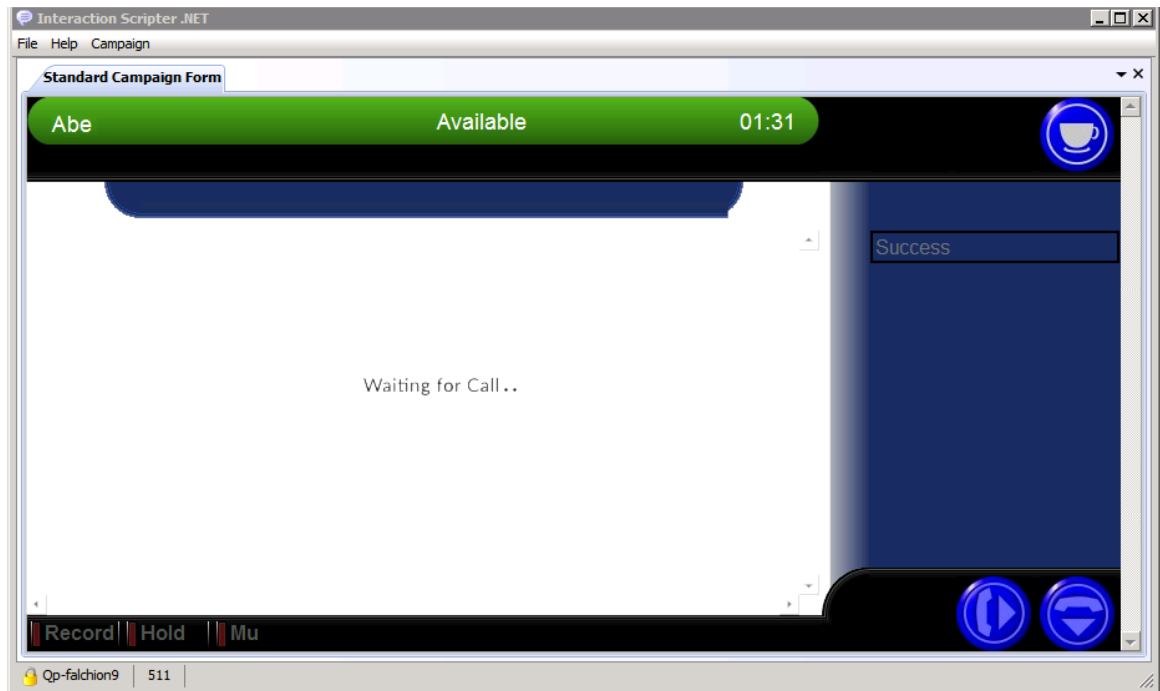 Interaction Scripter .NET
File Help Campaign
Standard Campaign Form
Abe Available 01:31
Success
Waiting for Call..
Record Hold Mu
Qp-falchion9 511